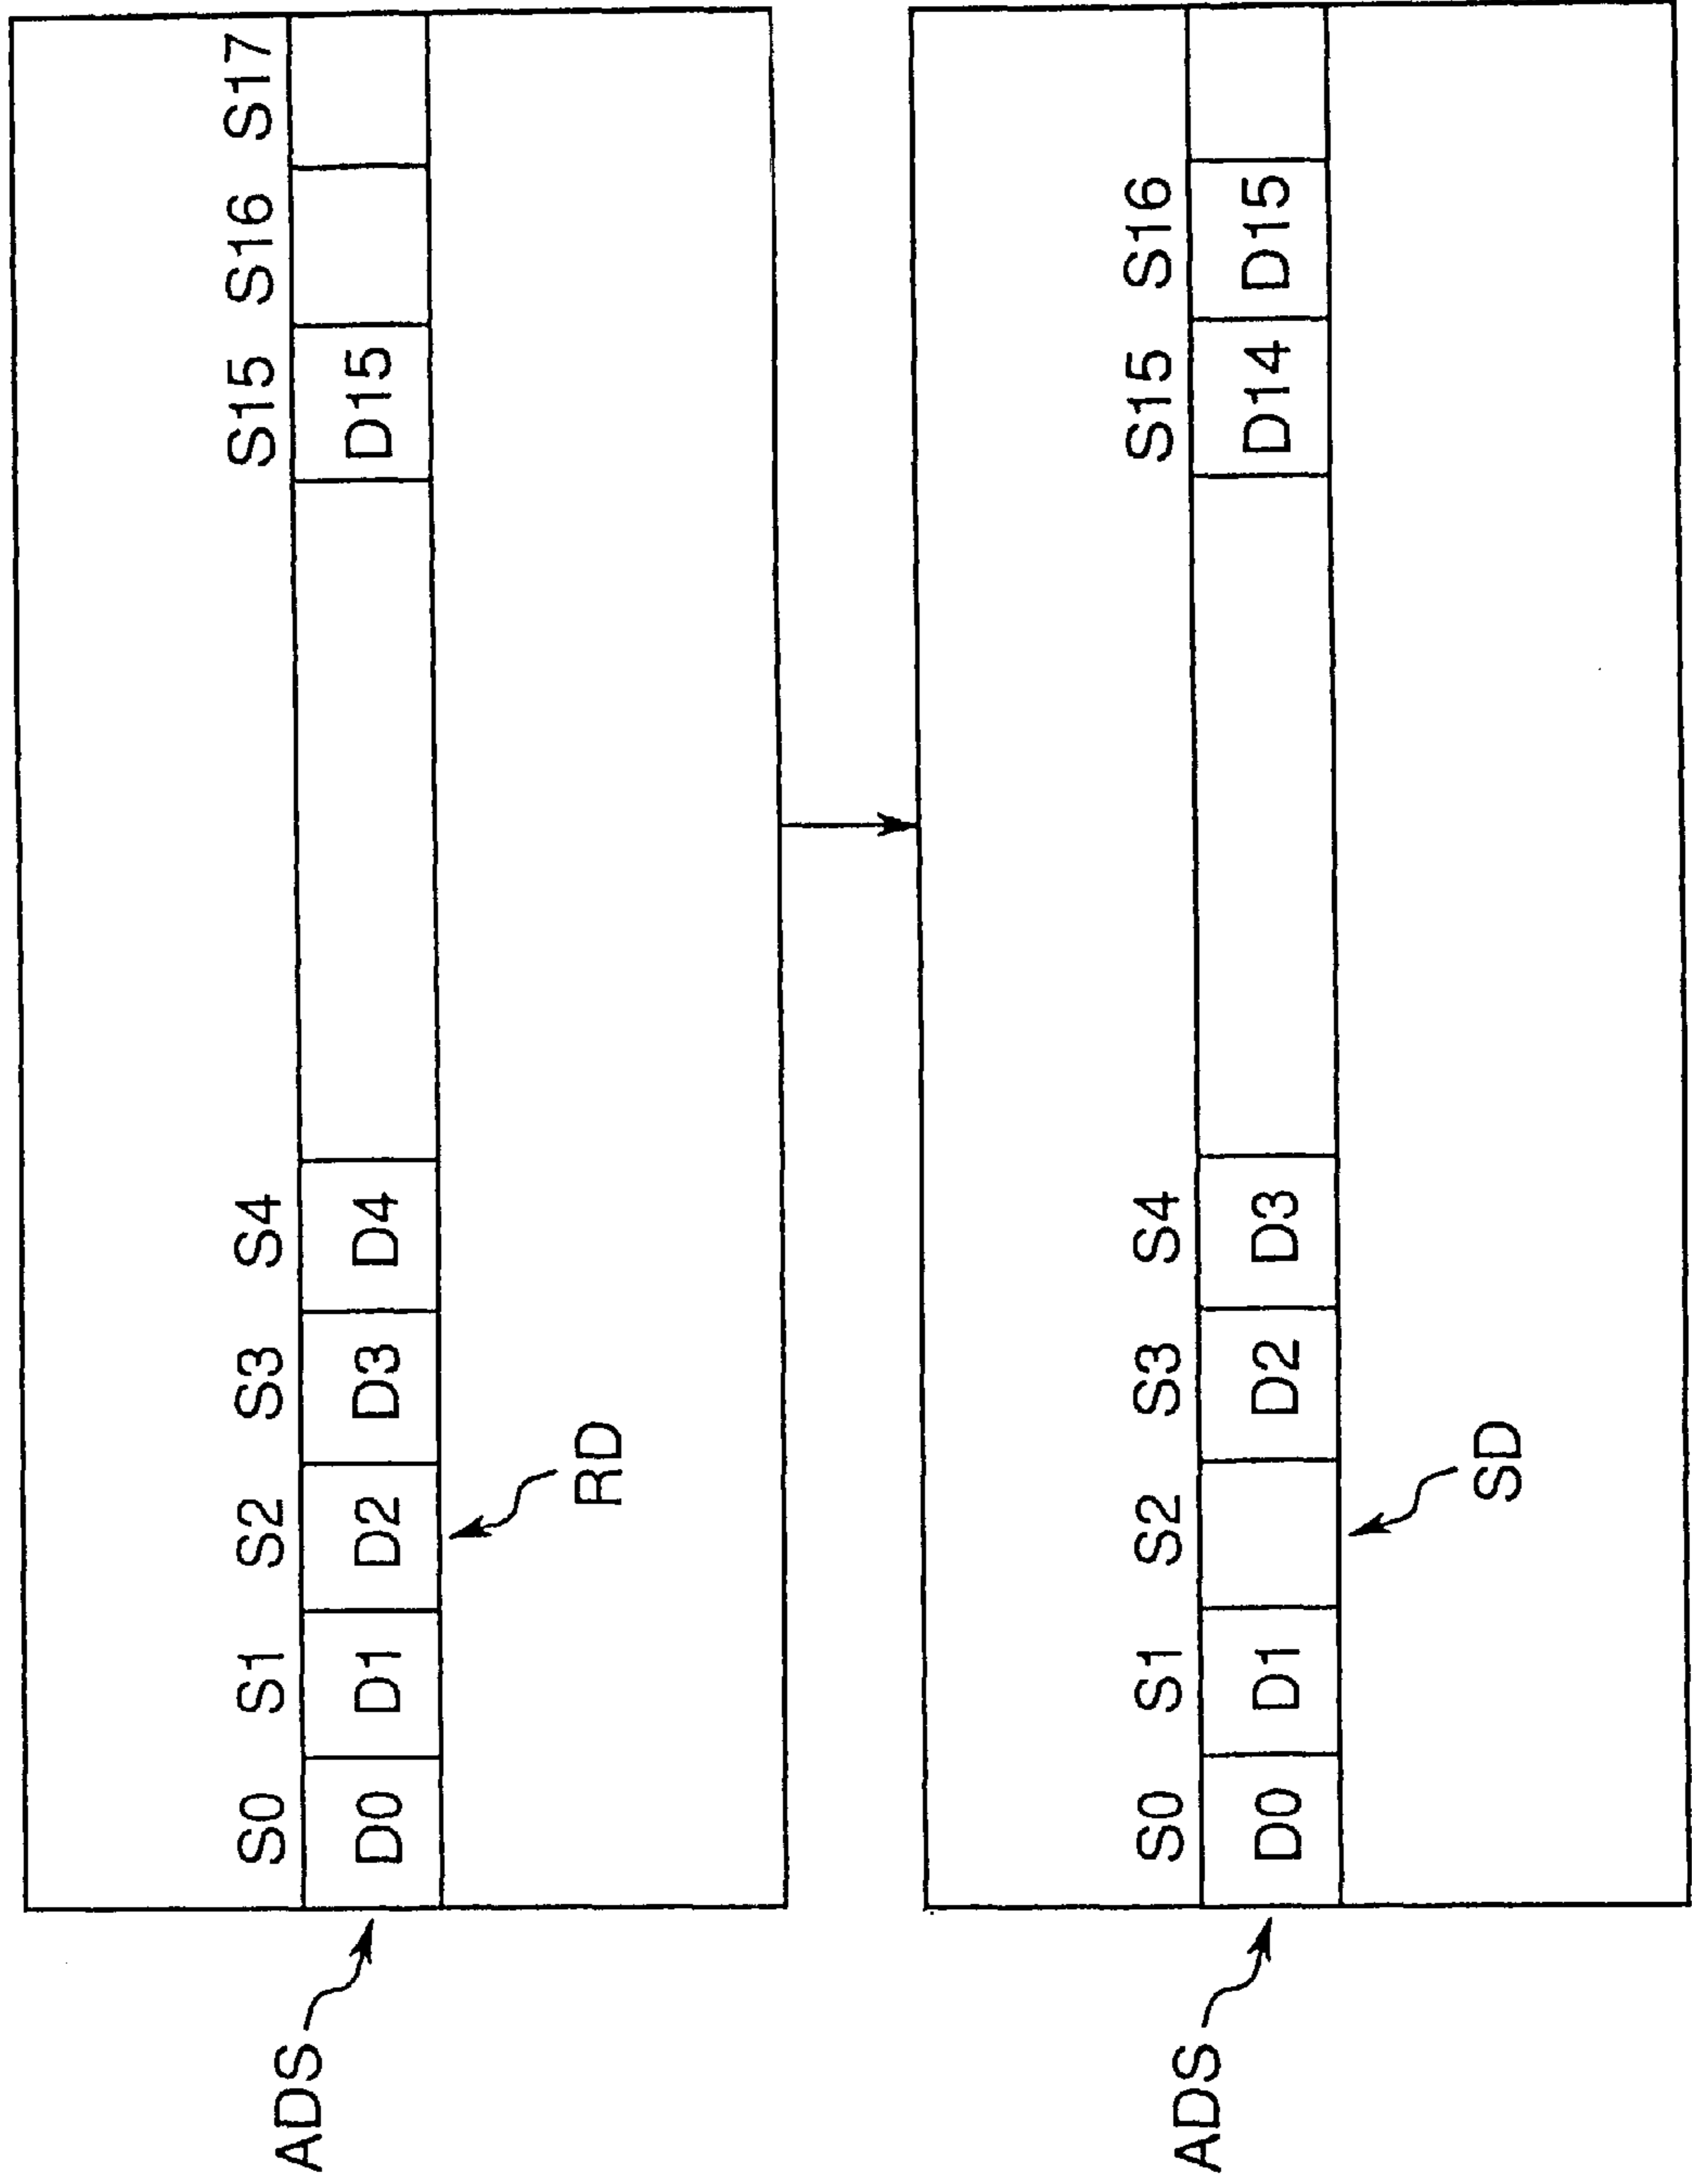 S0 S1 S2 S3 S4 S15 S16 S17
ADS D0 D1 D2 D3 D4 D15
RD
S0 S1 S2 S3 S4 S15 S16
ADS D0 D1 D2 D3 D14 D15
SD